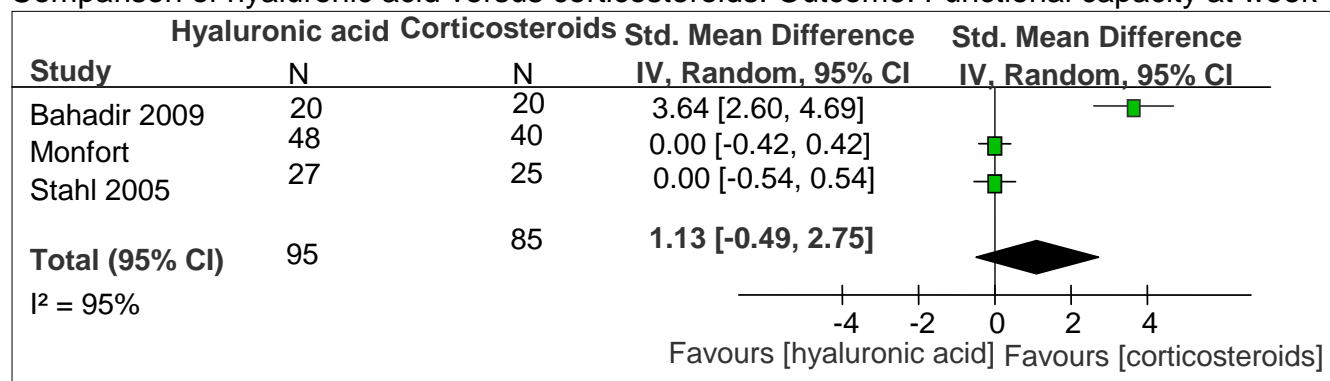 Comparison of hyaluronic acid versus corticosteroids. Outcome: Functional capacity at week
Hyaluronic acid Corticosteroids Std. Mean Difference Std. Mean Difference
Study N N IV, Random, 95% CI IV, Random, 95% CI
Bahadir 2009 20 20 3.64 [2.60, 4.69]
Monfort 48 40 0.00 [-0.42, 0.42]
Stahl 2005 27 25 0.00 [-0.54, 0.54]
Total (95% CI) 95 85 1.13 [-0.49, 2.75]
I² = 95%
-4 -2 0 2 4
Favours [hyaluronic acid] Favours [corticosteroids]